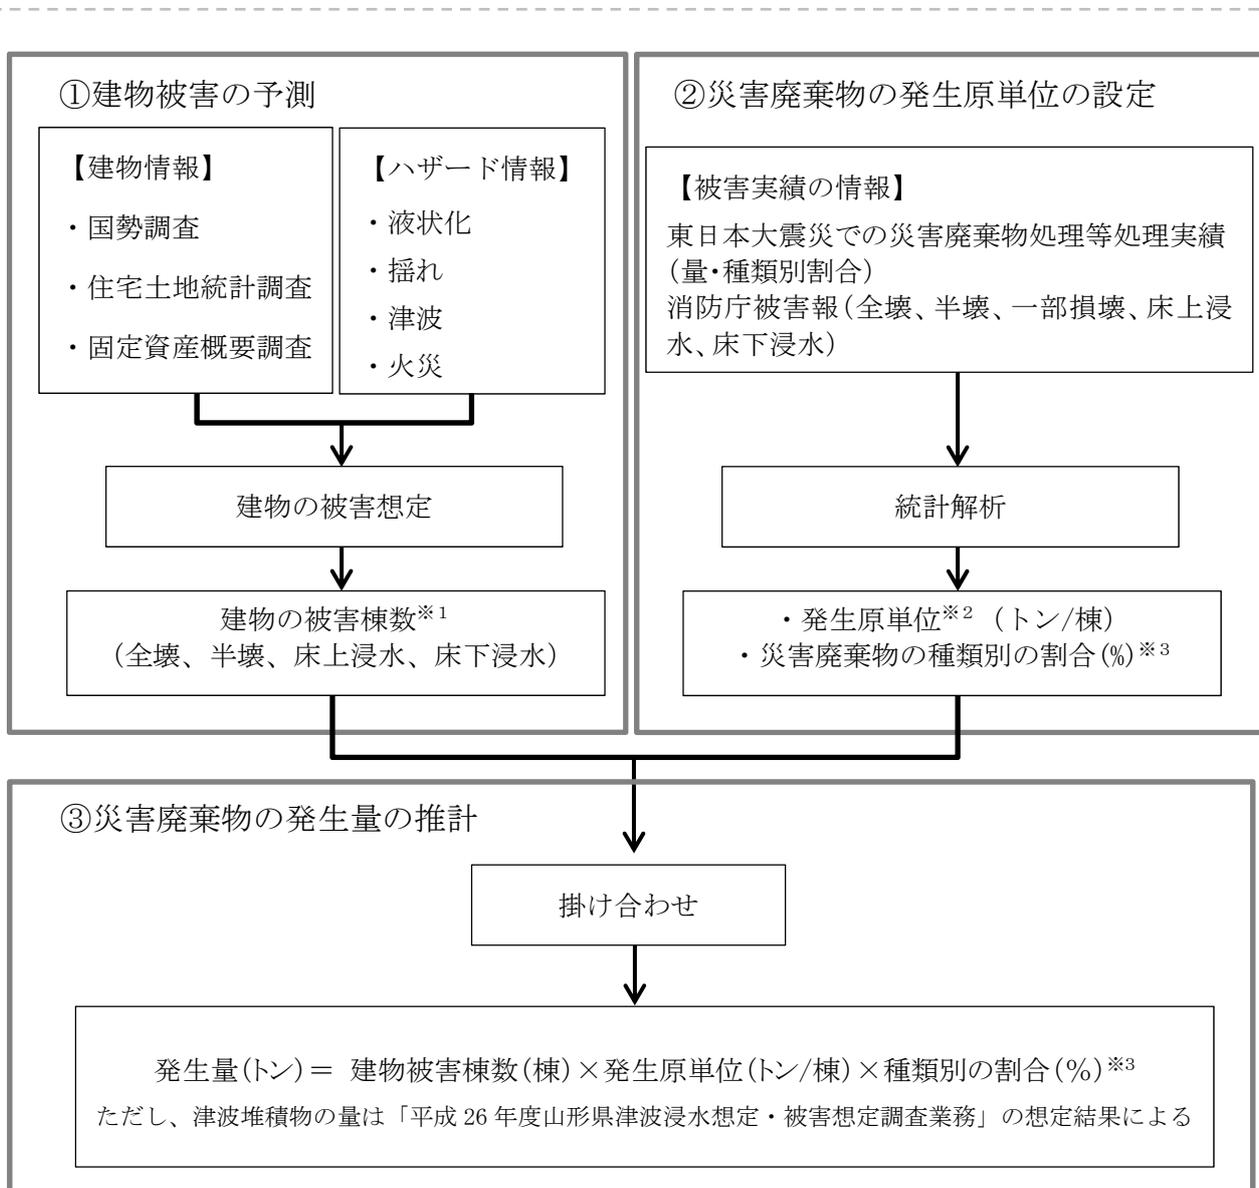 ①建物被害の予測
【建物情報】
・国勢調査
・住宅土地統計調査
・固定資産概要調査
【ハザード情報】
・液状化
・揺れ
・津波
・火災
建物の被害想定
建物の被害棟数※1
（全壊、半壊、床上浸水、床下浸水）
②災害廃棄物の発生原単位の設定
【被害実績の情報】
東日本大震災での災害廃棄物処理等処理実績
（量・種類別割合）
消防庁被害報（全壊、半壊、一部損壊、床上浸
水、床下浸水）
統計解析
・発生原単位※2（トン/棟）
・災害廃棄物の種類別の割合(%)※3
③災害廃棄物の発生量の推計
掛け合わせ
発生量(トン)＝ 建物被害棟数(棟)×発生原単位(トン/棟)×種類別の割合(%)※3
ただし、津波堆積物の量は「平成 26 年度山形県津波浸水想定・被害想定調査業務」の想定結果による